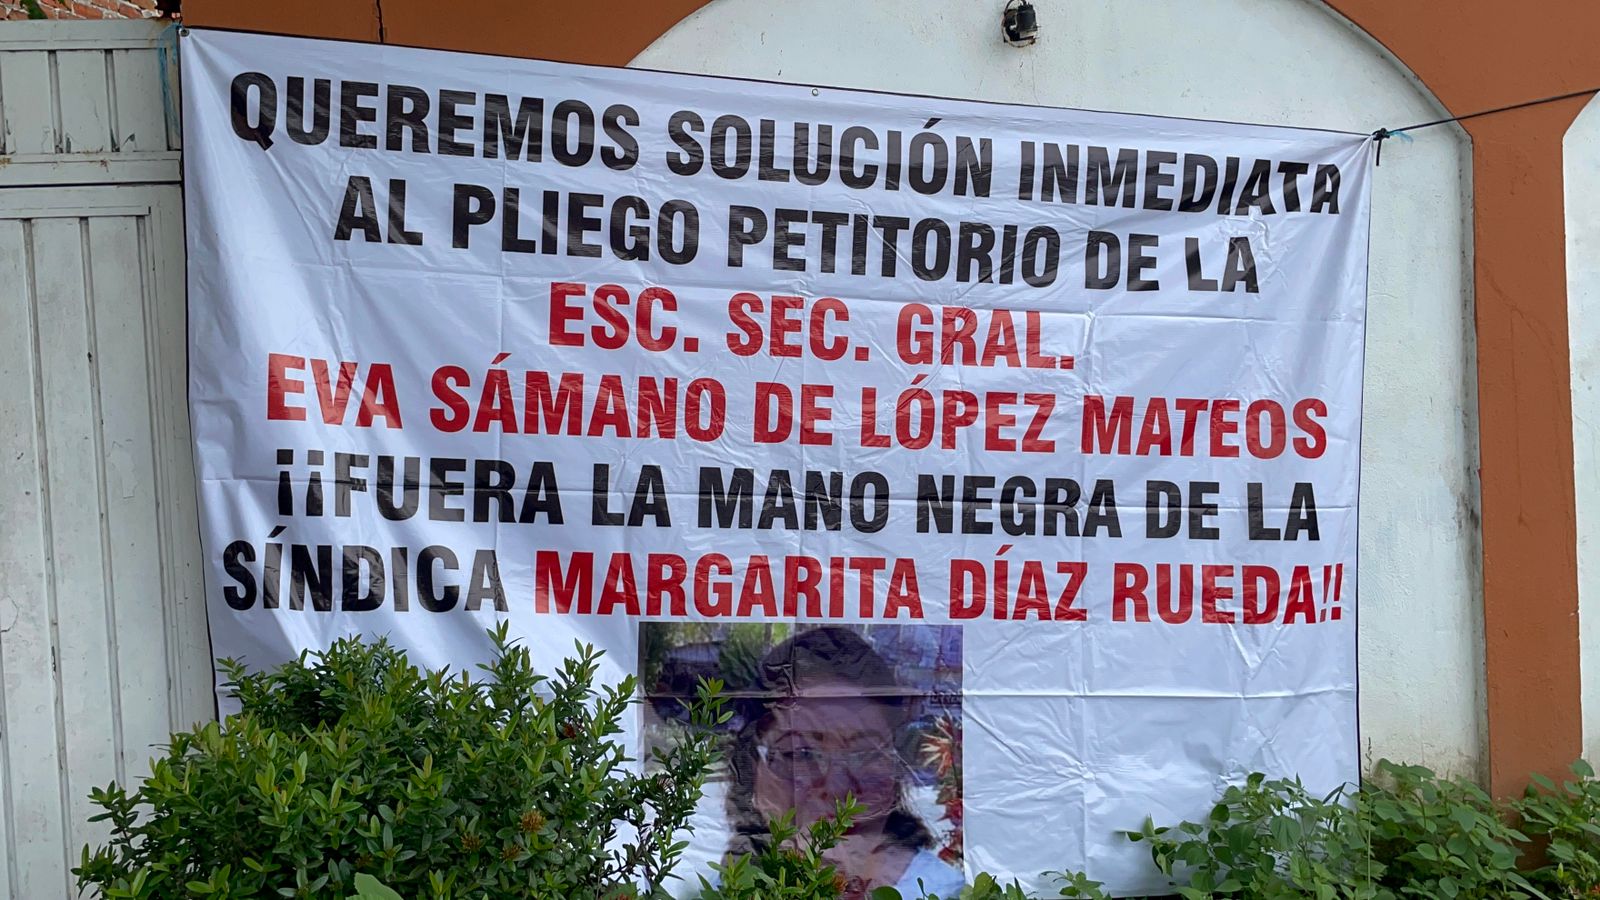 QUEREMOS SOLUCIÓN INMEDIATA
AL PLIEGO PETITORIO DE LA
ESC. SEC. GRAL.
EVA SÁMANO DE LÓPEZ MATEOS
¡¡FUERA LA MANO NEGRA DE LA
SÍNDICA MARGARITA DÍAZ RUEDA!!